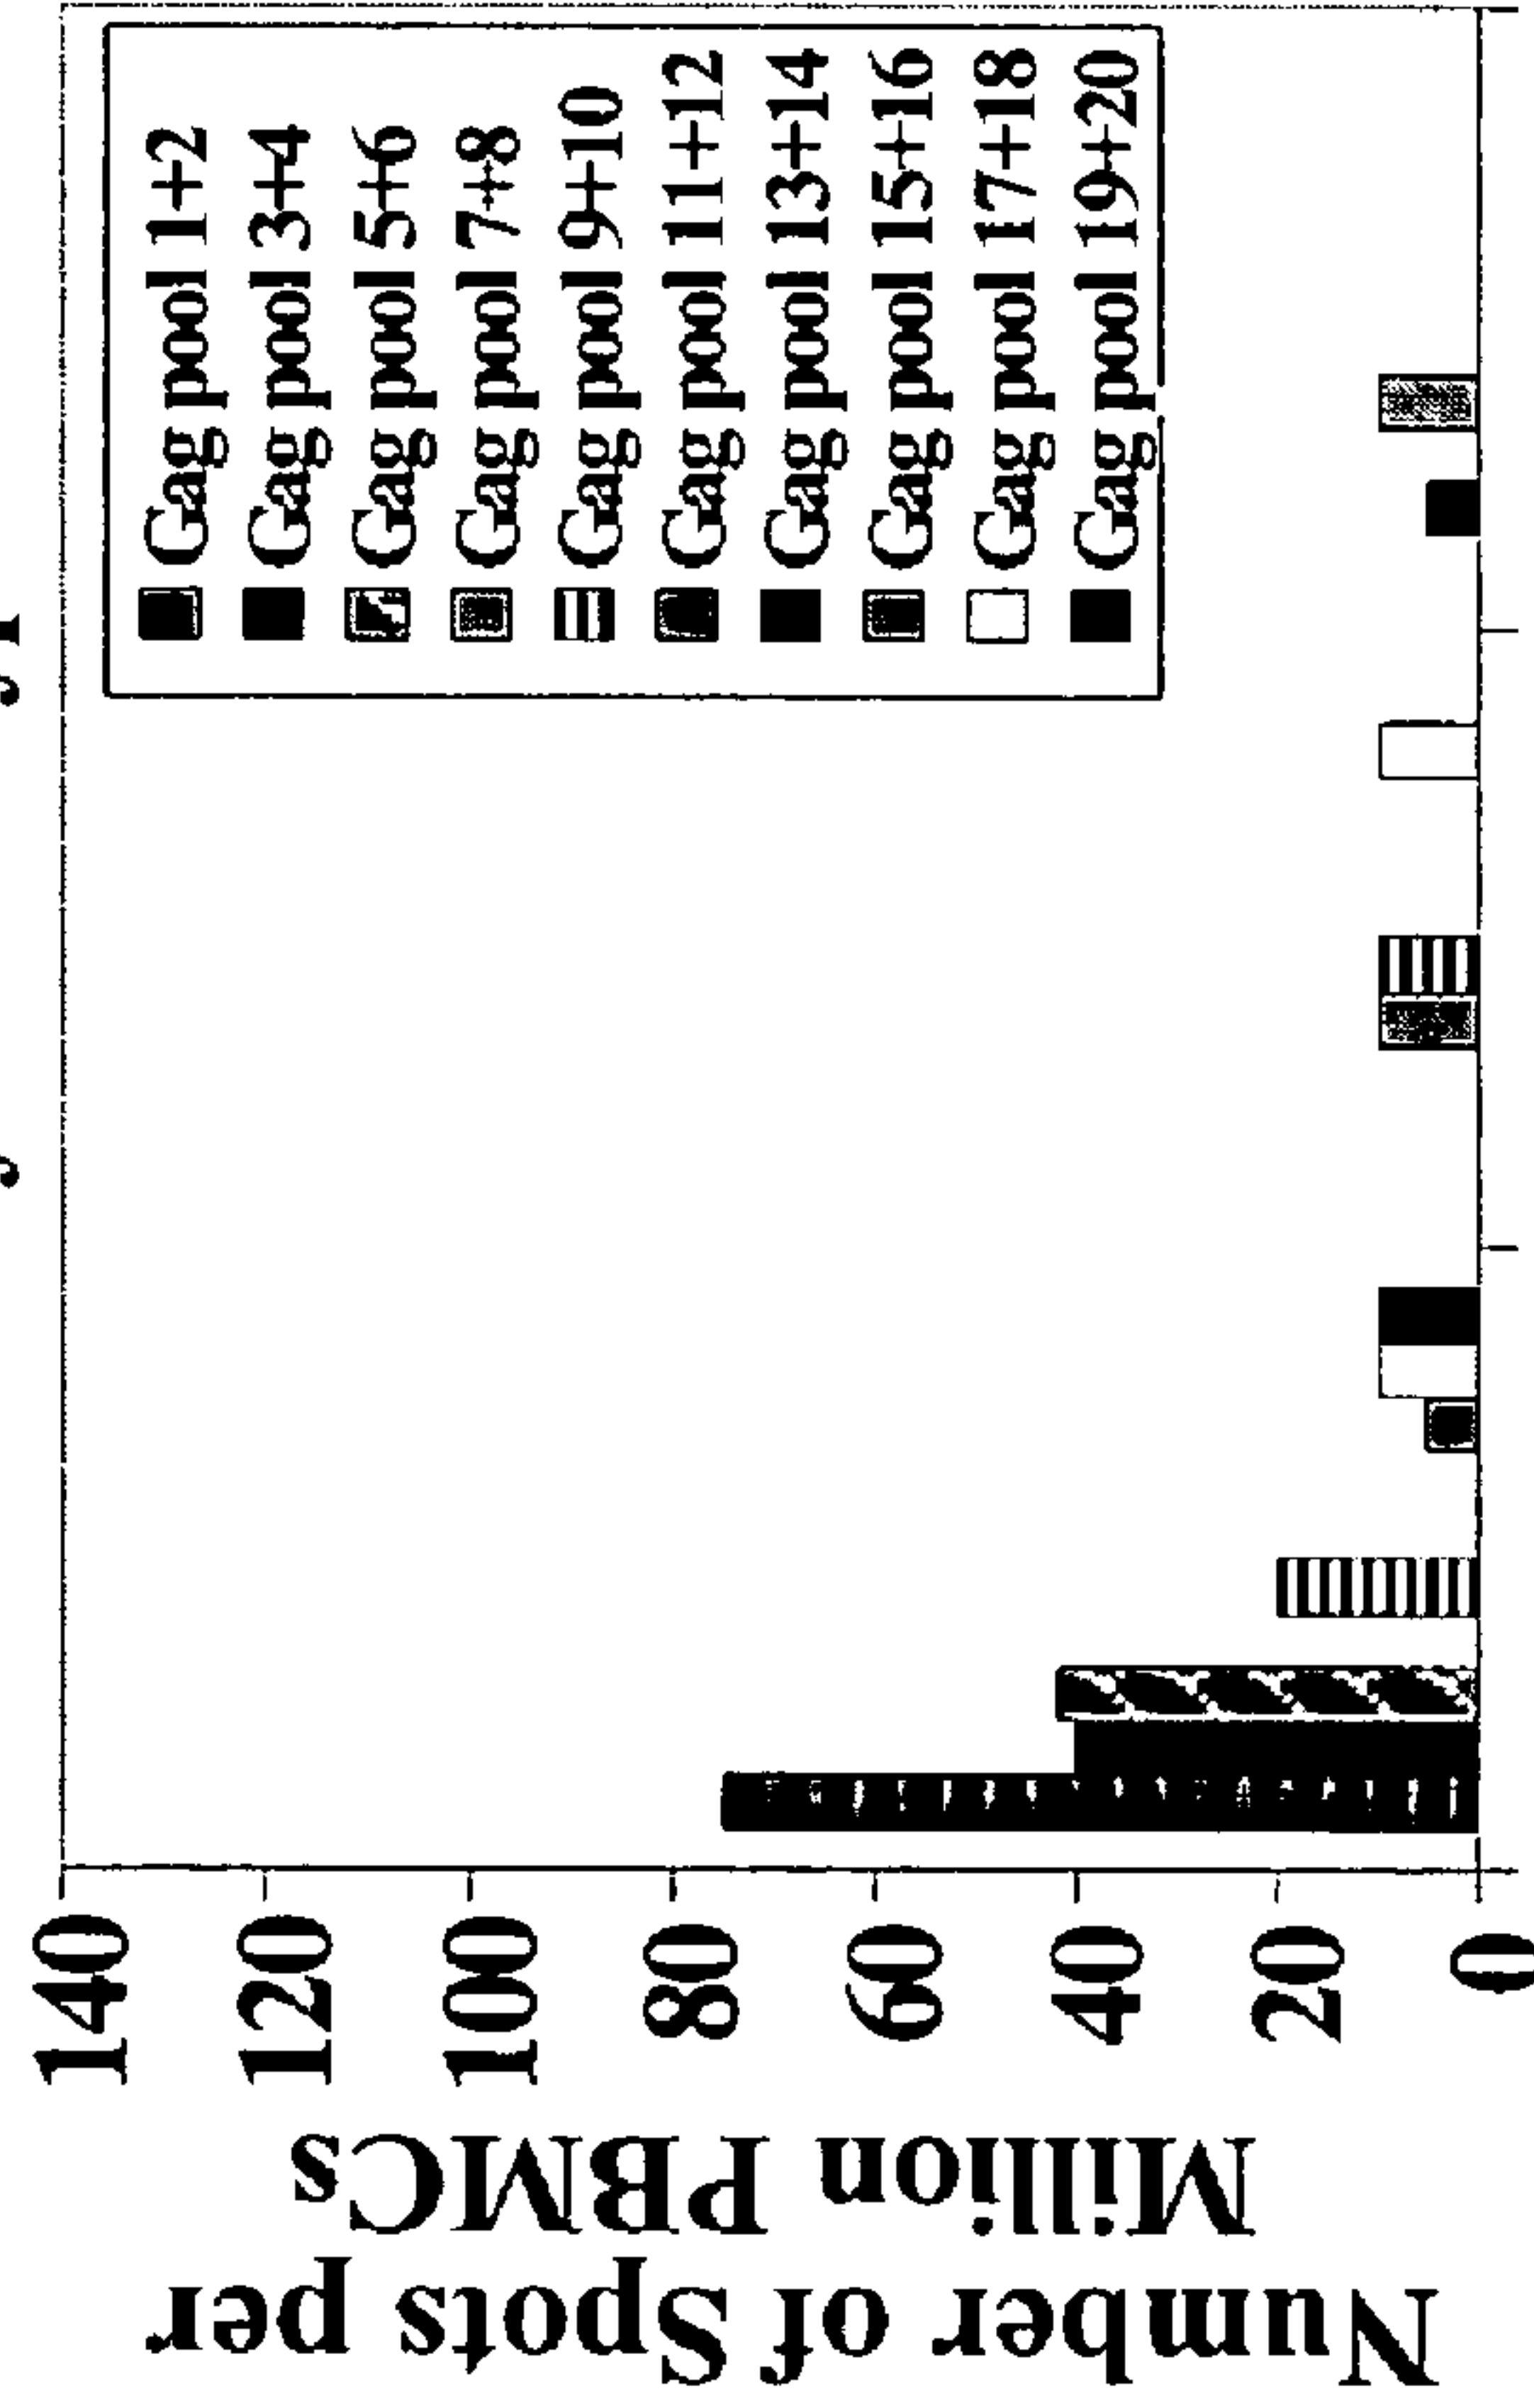 Number of Spots per
Million PBMCs
140
120
100
80
60
40
20
0
Gag pool 1+2
Gag pool 3+4
Gag pool 5+6
Gag pool 7+8
Gag pool 9+10
Gag pool 11+12
Gag pool 13+14
Gag pool 15+16
Gag pool 17+18
Gag pool 19+20